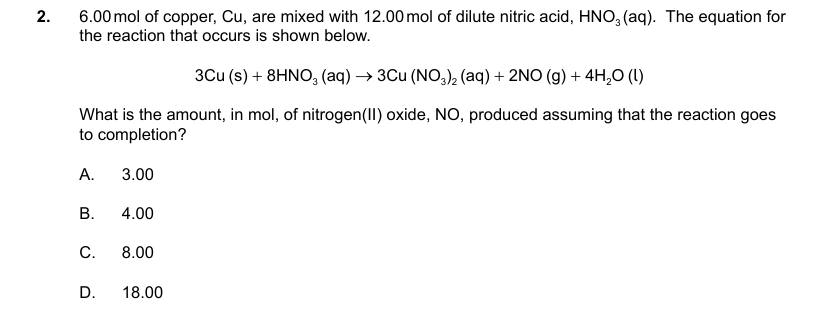 2. 6.00 mol of copper, Cu, are mixed with 12.00 mol of dilute nitric acid, HNO₃ (aq). The equation for
the reaction that occurs is shown below.
3Cu (s) + 8HNO₃ (aq) → 3Cu (NO₃)₂ (aq) + 2NO (g) + 4H₂O (l)
What is the amount, in mol, of nitrogen(II) oxide, NO, produced assuming that the reaction goes
to completion?
A. 3.00
B. 4.00
C. 8.00
D. 18.00